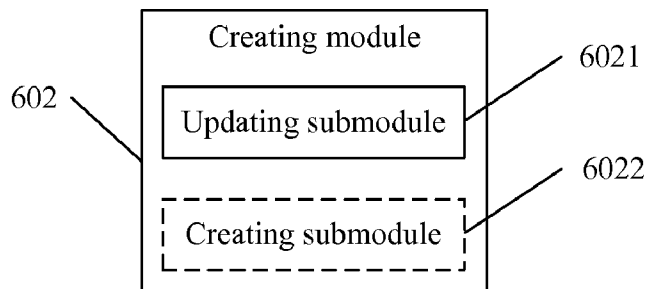 Creating module
6021
602
Updating submodule
6022
Creating submodule